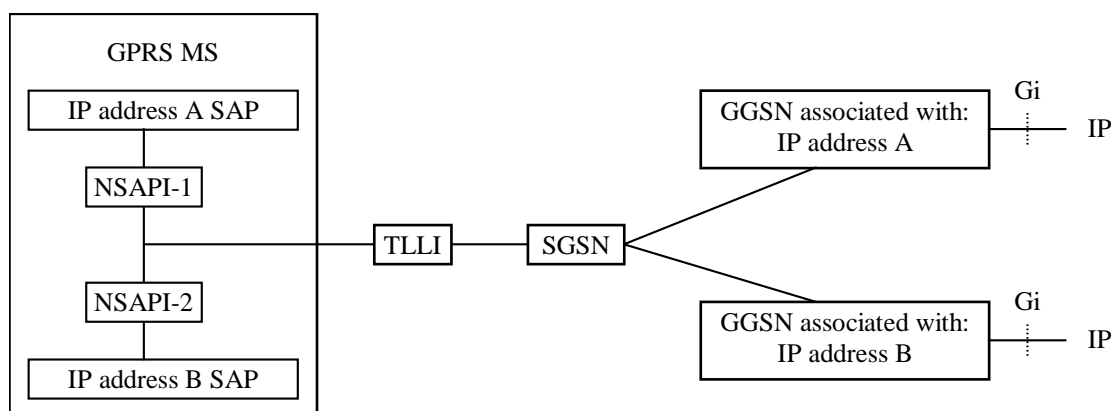 GPRS MS
IP address A SAP
NSAPI-1
NSAPI-2
IP address B SAP
TLLI
SGSN
GGSN associated with:
IP address A
Gi
IP
GGSN associated with:
IP address B
Gi
IP